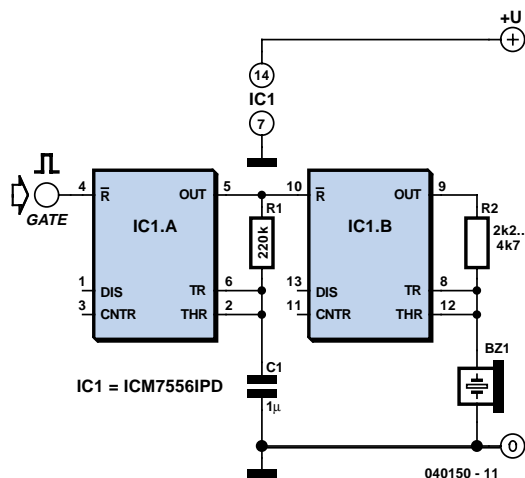 +U
14
IC1
7
GATE
4
R
OUT
5
IC1.A
R1
220k
1
DIS
TR
6
3
CNTR
THR
2
10
R
OUT
9
IC1.B
R2
2k2..
4k7
13
DIS
TR
8
11
CNTR
THR
12
C1
1µ
BZ1
IC1 = ICM7556IPD
0
040150 - 11